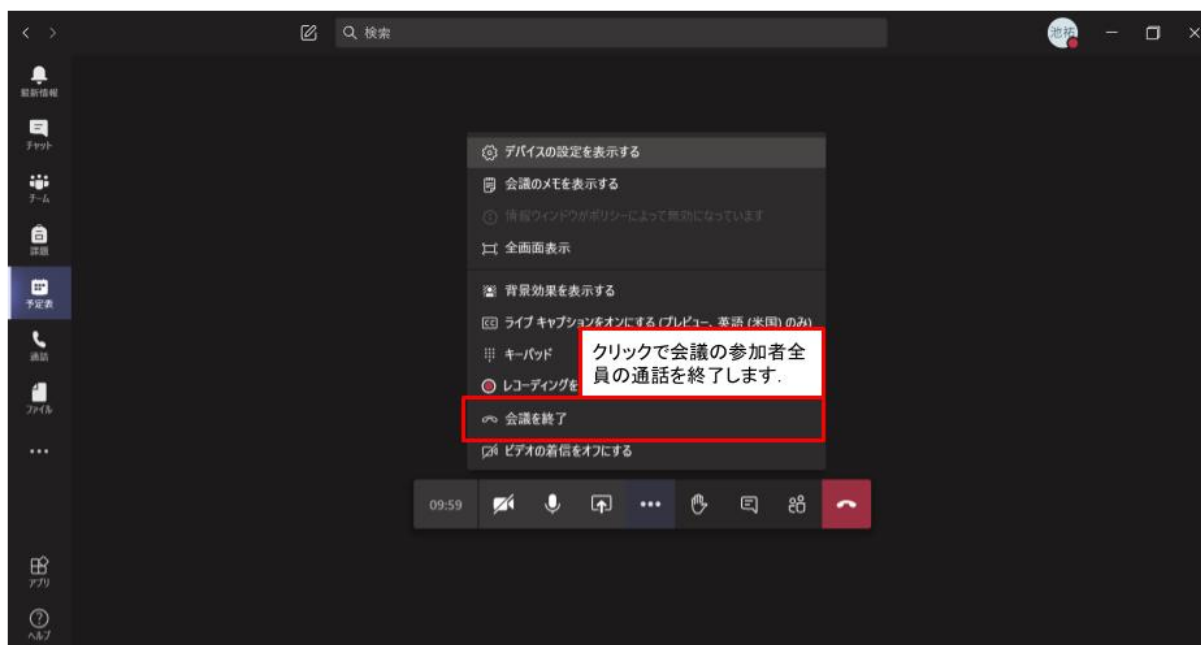 検索
池祐
最新情報
チャット
チーム
課題
予定表
通話
ファイル
アプリ
ヘルプ
デバイスの設定を表示する
会議のメモを表示する
情報ウィンドウがポリシーによって無効になっています
全画面表示
背景効果を表示する
CC ライブ キャプションをオンにする (プレビュー、英語 (米国) のみ)
キーパッド
レコーディングを
クリックで会議の参加者全
員の通話を終了します.
会議を終了
ビデオの着信をオフにする
09:59